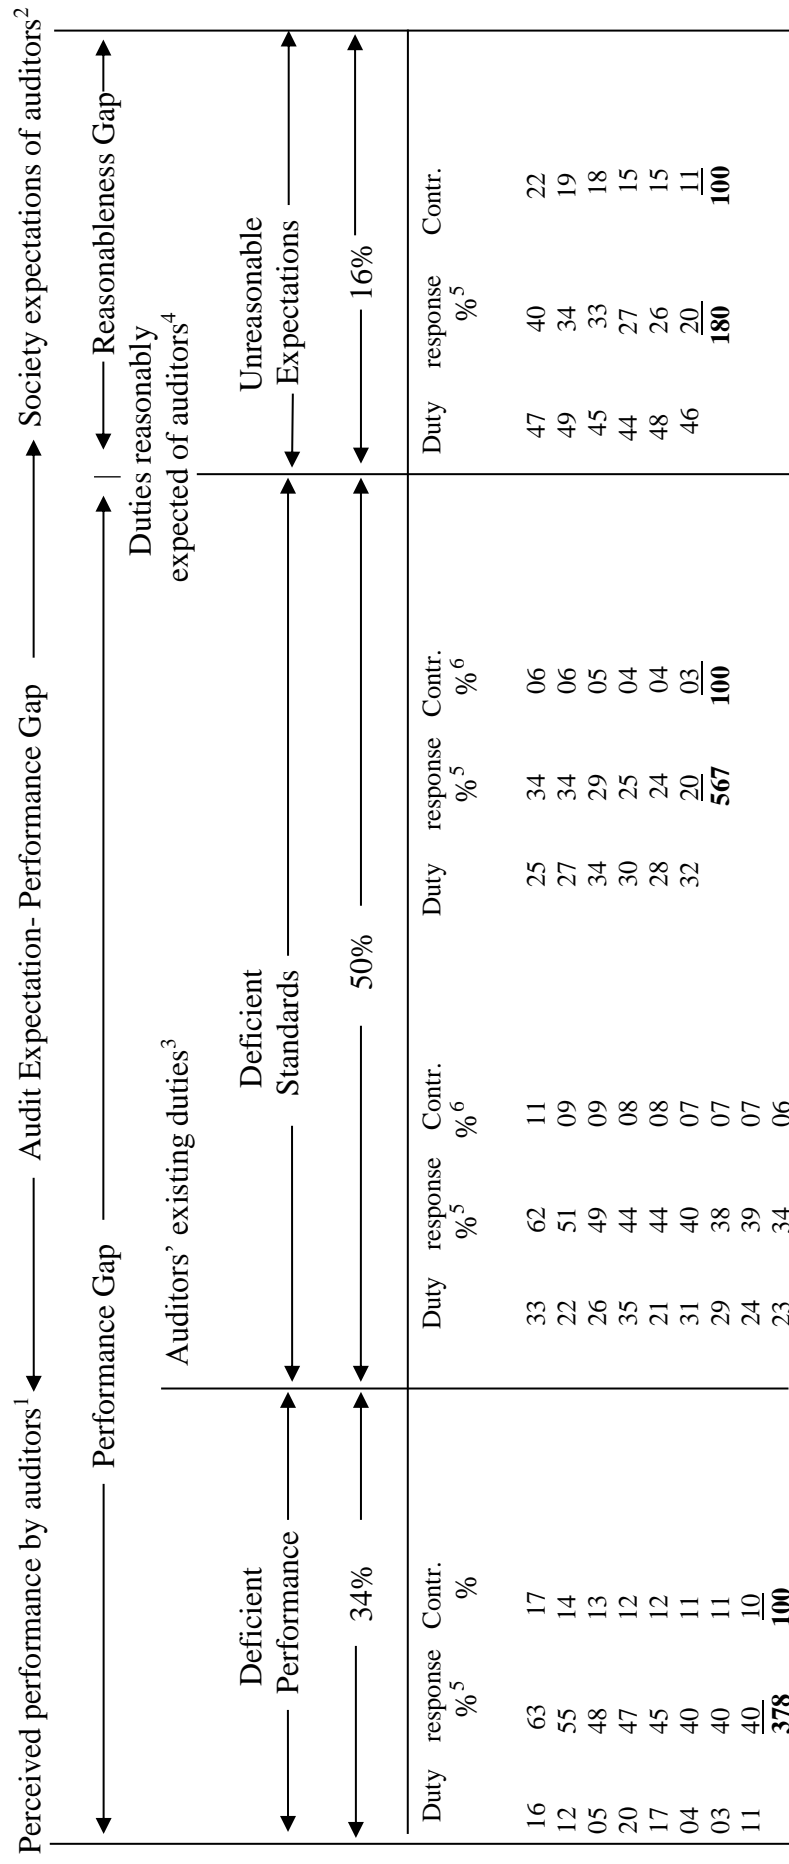 Perceived performance by auditors1 Audit Expectation- Performance Gap Society expectations of auditors2
Performance Gap Reasonableness Gap
Duties reasonably
expected of auditors4
Auditors’ existing duties3
Deficient Deficient Unreasonable
Performance Standards Expectations
34% 50% 16%
Duty response Contr. Duty response Contr. Duty response Contr. Duty response Contr.
%5 % %5 %6 %5 %6 %5
16 63 17 33 62 11 25 34 06 47 40 22
12 55 14 22 51 09 27 34 06 49 34 19
05 48 13 26 49 09 34 29 05 45 33 18
20 47 12 35 44 08 30 25 04 44 27 15
17 45 12 21 44 08 28 24 04 48 26 15
04 40 11 31 40 07 32 20 03 46 20 11
03 40 11 29 38 07 567 100 180 100
11 40 10 24 39 07
378 100 23 34 06